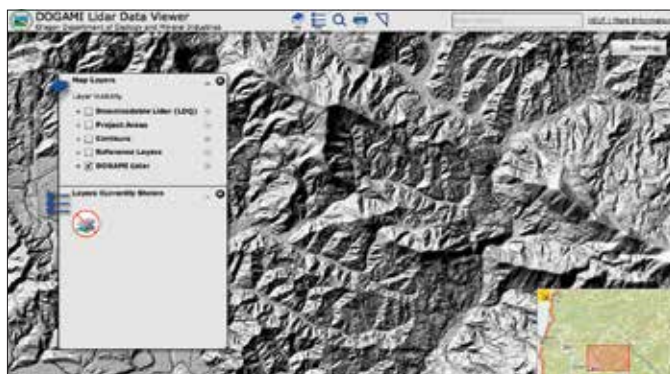 DOGAMI Lidar Data Viewer
Oregon Department of Geology and Mineral Industries
Map Layers
Layer Visibility
Downloadable Lidar (LDQ)
Project Areas
Contours
Reference Layers
DOGAMI Lidar
Layers Currently Shown